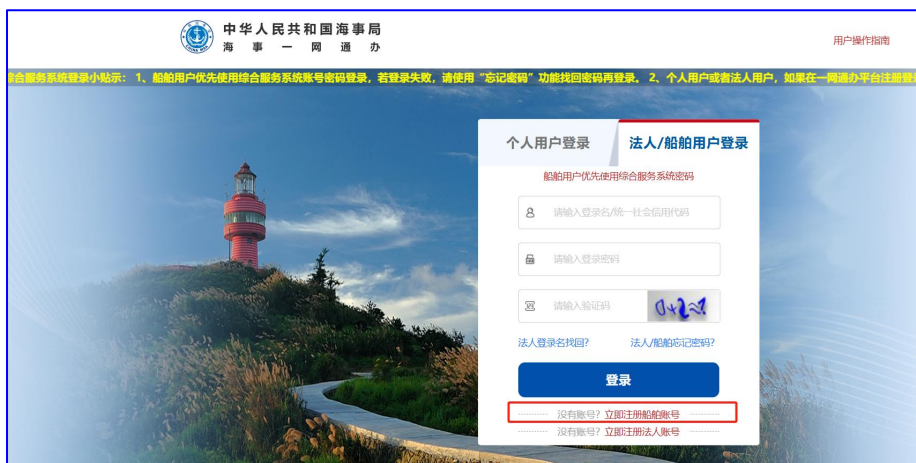 中华人民共和国海事局
海事一网通办
用户操作指南
综合服务系统登录小贴示： 1、船舶用户优先使用综合服务系统账号密码登录，若登录失败，请使用“忘记密码”功能找回密码再登录。 2、个人用户或者法人用户，如果在一网通办平台注册登
个人用户登录 法人/船舶用户登录
船舶用户优先使用综合服务系统密码
请输入登录名/统一社会信用代码
请输入登录密码
请输入验证码
法人登录名找回? 法人/船舶忘记密码?
登录
没有账号? 立即注册船舶账号
没有账号? 立即注册法人账号